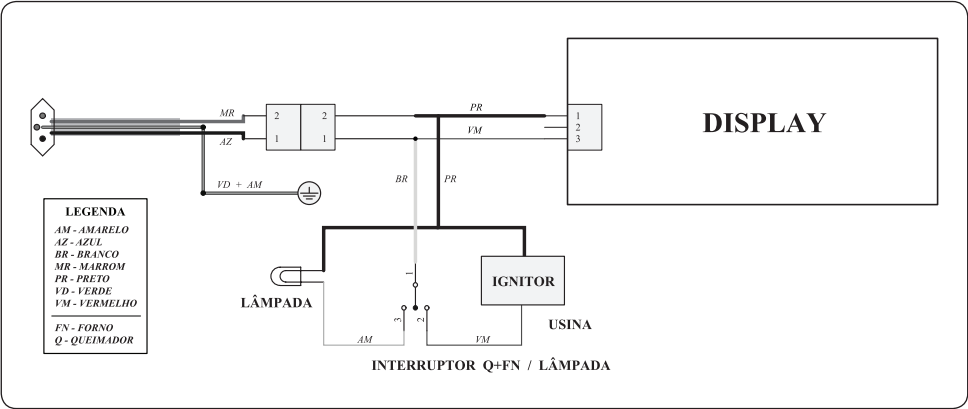 DISPLAY
MR
2
2
PR
1
2
3
VM
1
1
AZ
VD + AM
BR
PR
LEGENDA
AM - AMARELO
AZ - AZUL
BR - BRANCO
MR - MARROM
PR - PRETO
VD - VERDE
VM - VERMELHO
FN - FORNO
Q - QUEIMADOR
1
LÂMPADA
IGNITOR
3
2
USINA
AM
VM
INTERRUPTOR Q+FN / LÂMPADA